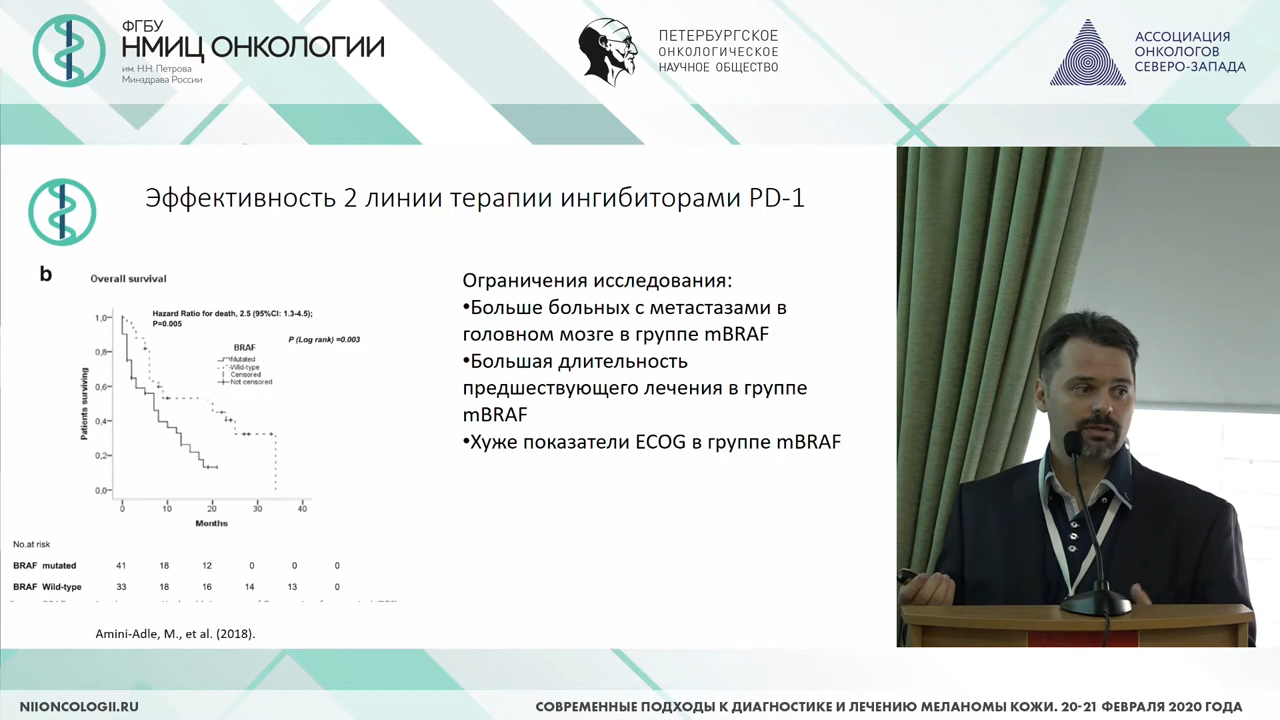 ФГБУ
НМИЦ ОНКОЛОГИИ
им. Н.Н. Петрова
Минздрава России
ПЕТЕРБУРГСКОЕ
ОНКОЛОГИЧЕСКОЕ
НАУЧНОЕ ОБЩЕСТВО
АССОЦИАЦИЯ
ОНКОЛОГОВ
СЕВЕРО-ЗАПАДА
Эффективность 2 линии терапии ингибиторами PD-1
b
Overall survival
Hazard Ratio for death, 2.5 (95%CI: 1.3-4.5);
P=0.005
P (Log rank) =0.003
BRAF
Mutated
Wild-type
Censored
Not censored
Patients surviving
1,0
0,8
0,6
0,4
0,2
0,0
0 10 20 30 40
Months
No.at risk
BRAF mutated 41 18 12 0 0 0
BRAF Wild-type 33 18 16 14 13 0
Amini-Adle, M., et al. (2018).
Ограничения исследования:
•Больше больных с метастазами в
головном мозге в группе mBRAF
•Большая длительность
предшествующего лечения в группе
mBRAF
•Хуже показатели ECOG в группе mBRAF
NIIONCOLOGII.RU
СОВРЕМЕННЫЕ ПОДХОДЫ К ДИАГНОСТИКЕ И ЛЕЧЕНИЮ МЕЛАНОМЫ КОЖИ. 20-21 ФЕВРАЛЯ 2020 ГОДА